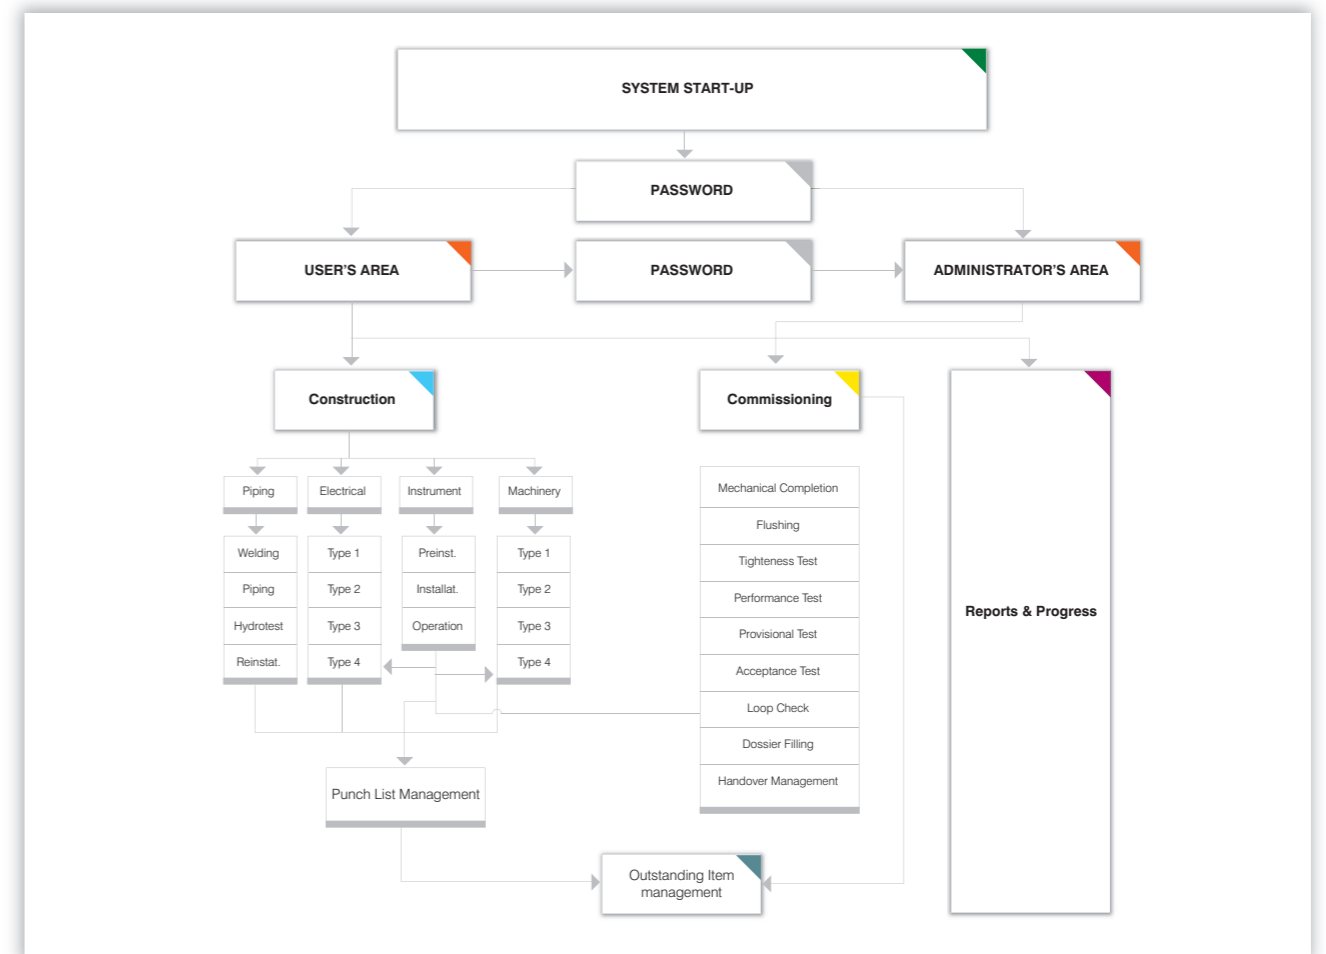 SYSTEM START-UP
PASSWORD
USER'S AREA
PASSWORD
ADMINISTRATOR'S AREA
Construction
Commissioning
Reports & Progress
Piping
Electrical
Instrument
Machinery
Welding
Piping
Hydrotest
Reinstat.
Type 1
Type 2
Type 3
Type 4
Preinst.
Installat.
Operation
Type 1
Type 2
Type 3
Type 4
Mechanical Completion
Flushing
Tighteness Test
Performance Test
Provisional Test
Acceptance Test
Loop Check
Dossier Filling
Handover Management
Punch List Management
Outstanding Item
management